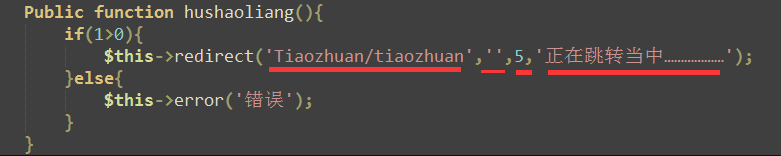 Public function hushaoliang(){
if(1>0){
$this->redirect('Tiaozhuan/tiaozhuan','',5,'正在跳转当中………………');
}else{
$this->error('错误');
}
}